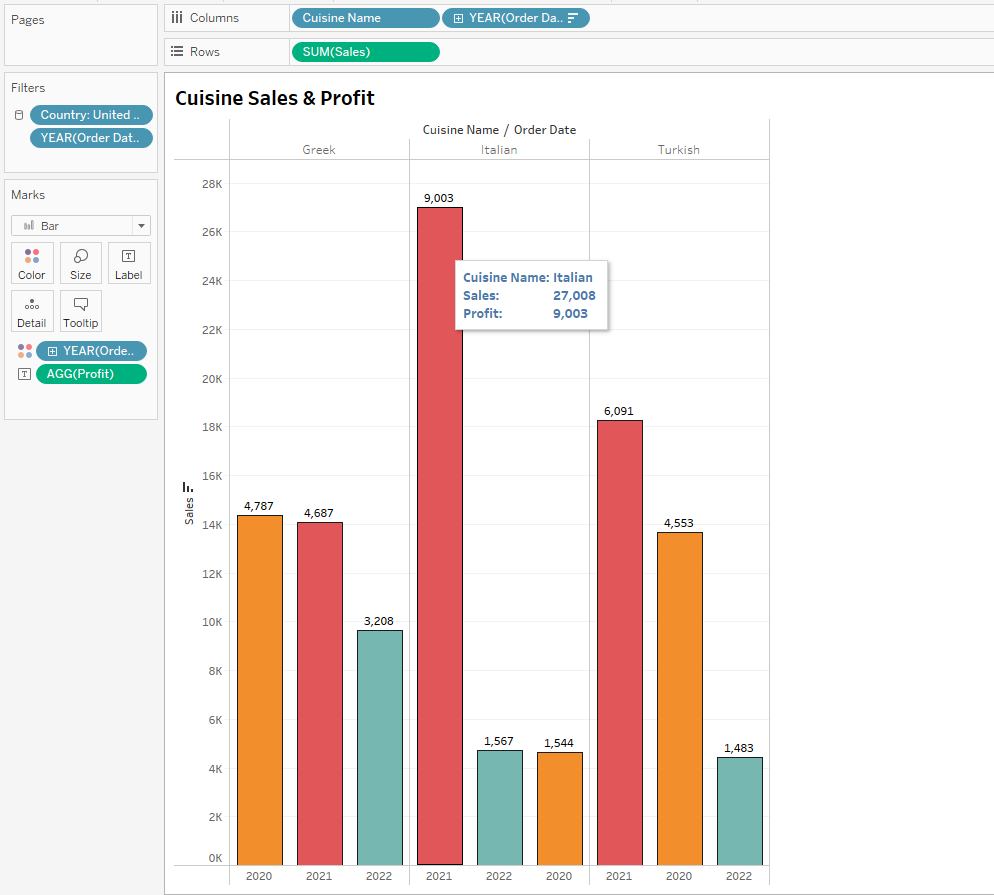 Pages
Columns
Cuisine Name
YEAR(Order Da..
Rows
SUM(Sales)
Filters
Country: United ..
YEAR(Order Dat..
Marks
Bar
Color
Size
Label
Detail
Tooltip
YEAR(Orde..
AGG(Profit)
Cuisine Sales & Profit
Cuisine Name / Order Date
Greek Italian Turkish
28K
26K
24K
22K
20K
18K
16K
14K
12K
10K
8K
6K
4K
2K
0K
Sales
4,787
4,687
3,208
9,003
1,567
1,544
6,091
4,553
1,483
Cuisine Name: Italian
Sales: 27,008
Profit: 9,003
2020 2021 2022 2021 2022 2020 2021 2020 2022